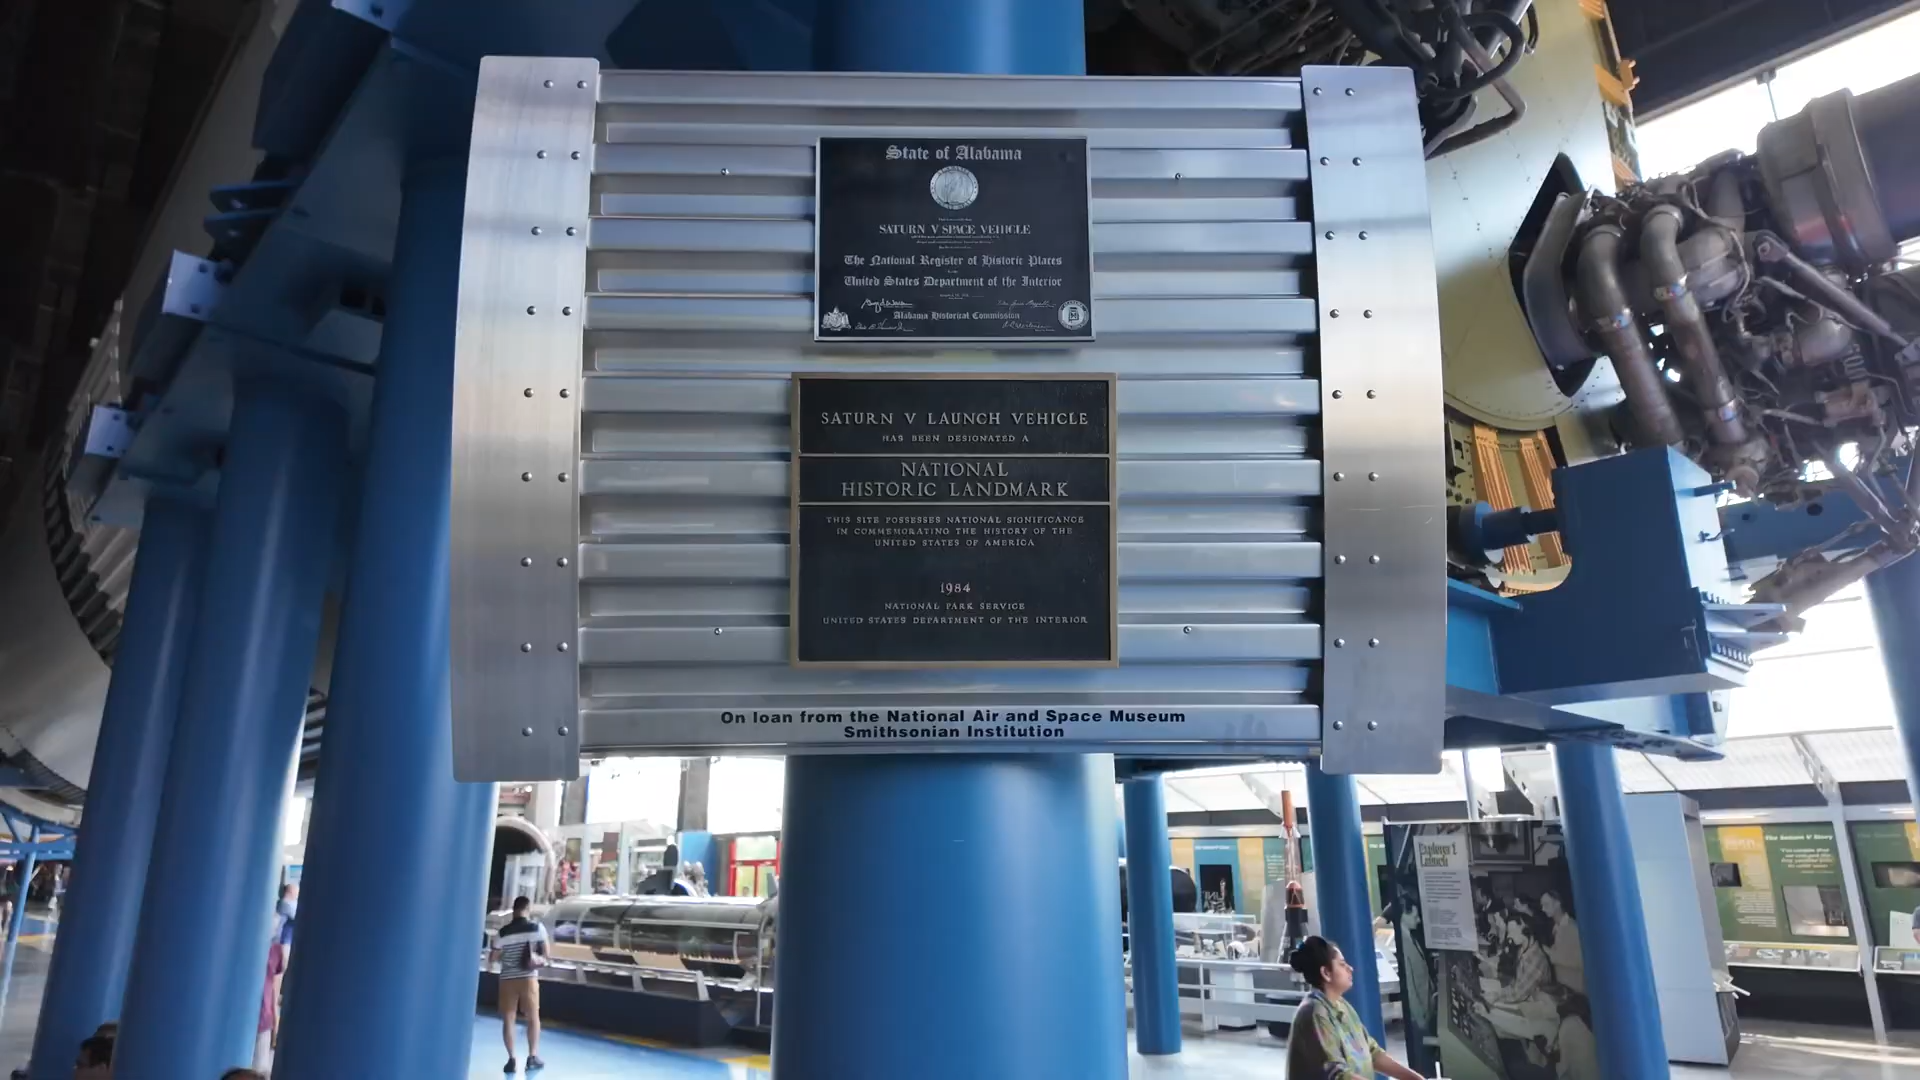 State of Alabama
SATURN V SPACE VEHICLE
The National Register of Historic Places
United States Department of the Interior
Alabama Historical Commission
SATURN V LAUNCH VEHICLE
HAS BEEN DESIGNATED A
NATIONAL
HISTORIC LANDMARK
THIS SITE POSSESSES NATIONAL SIGNIFICANCE
IN COMMEMORATING THE HISTORY OF THE
UNITED STATES OF AMERICA
1984
NATIONAL PARK SERVICE
UNITED STATES DEPARTMENT OF THE INTERIOR
On loan from the National Air and Space Museum
Smithsonian Institution
Explorer I
Launch
The Saturn V Story